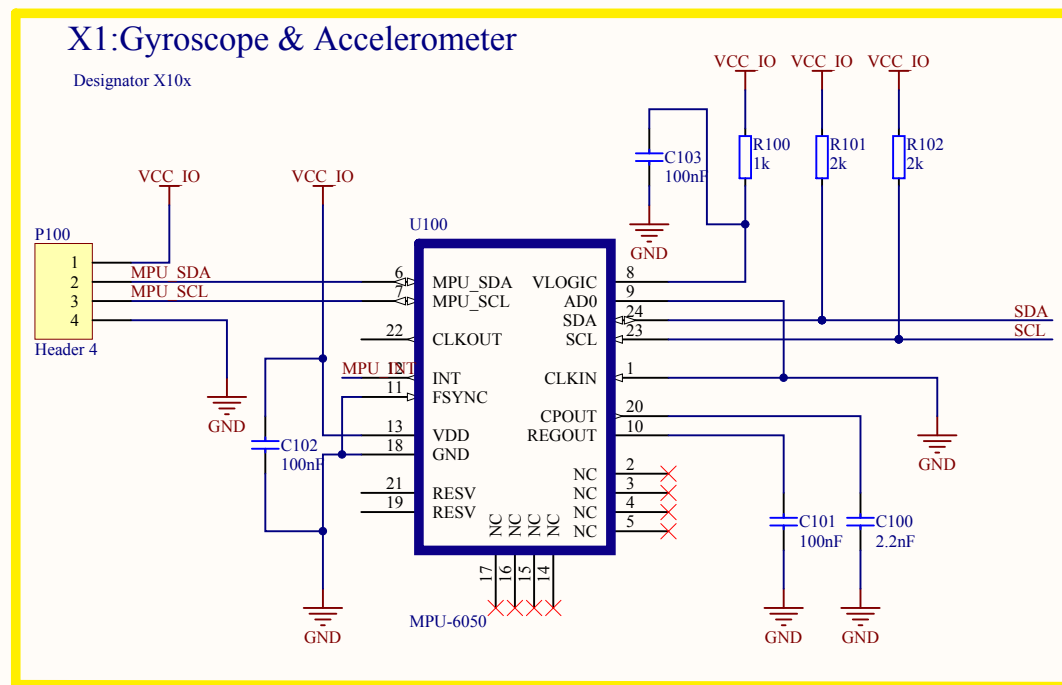 X1:Gyroscope & Accelerometer
Designator X10x
VCC_IO
VCC_IO
VCC_IO
VCC_IO
VCC_IO
R100
1k
R101
2k
R102
2k
C103
100nF
GND
P100
1
2
3
4
Header 4
MPU_SDA
MPU_SCL
GND
U100
6
MPU_SDA
7
MPU_SCL
22
CLKOUT
MPU_INT
12
INT
11
FSYNC
13
VDD
18
GND
21
RESV
19
RESV
C102
100nF
GND
VLOGIC
8
AD0
9
SDA
24
SCL
23
CLKIN
1
CPOUT
20
REGOUT
10
NC
2
NC
3
NC
4
NC
5
NC
NC
NC
NC
17
16
15
14
MPU-6050
SDA
SCL
GND
C101
100nF
C100
2.2nF
GND
GND